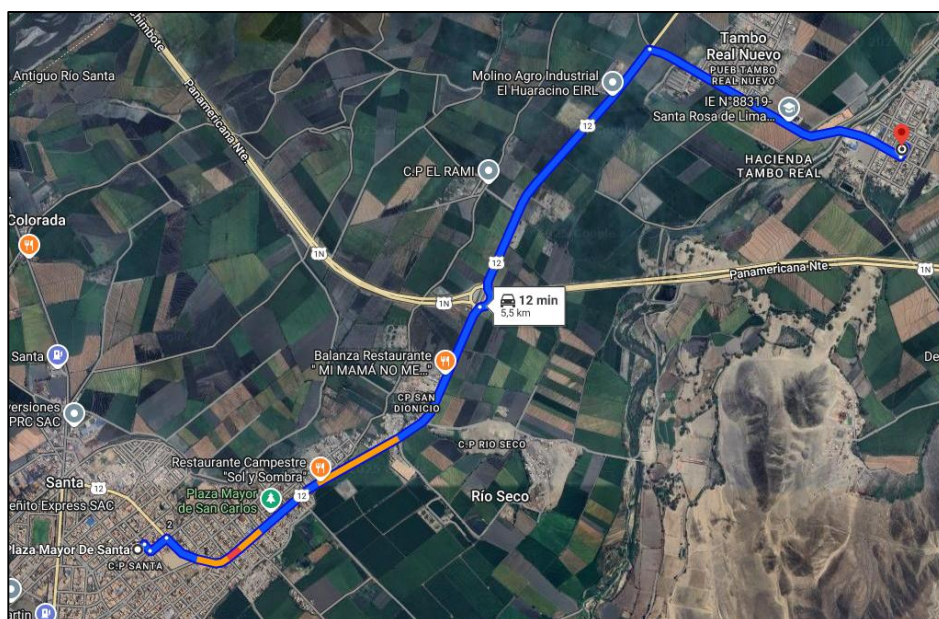 Chimbote
Panamericana Nte.
Antiguo Río Santa
Tambo
Real Nuevo
PUEB TAMBO
REAL NUEVO
Molino Agro Industrial
El Huaracino EIRL
12
IE N°88319-
Santa Rosa de Lima...
HACIENDA
TAMBO REAL
C.P EL RAMI
Colorada
1N
12
Panamericana Nte.
1N
1N
12 min
5,5 km
Santa
Balanza Restaurante
" MI MAMÁ NO ME..."
De
CP SAN
DIONICIO
versiones
PRC SAC
C.P RIO SECO
Restaurante Campestre
"Sol y Sombra"
Santa
12
Plaza Mayor
de San Carlos
12
Río Seco
eñito Express SAC
2
Plaza Mayor De Santa
C.P SANTA
artin